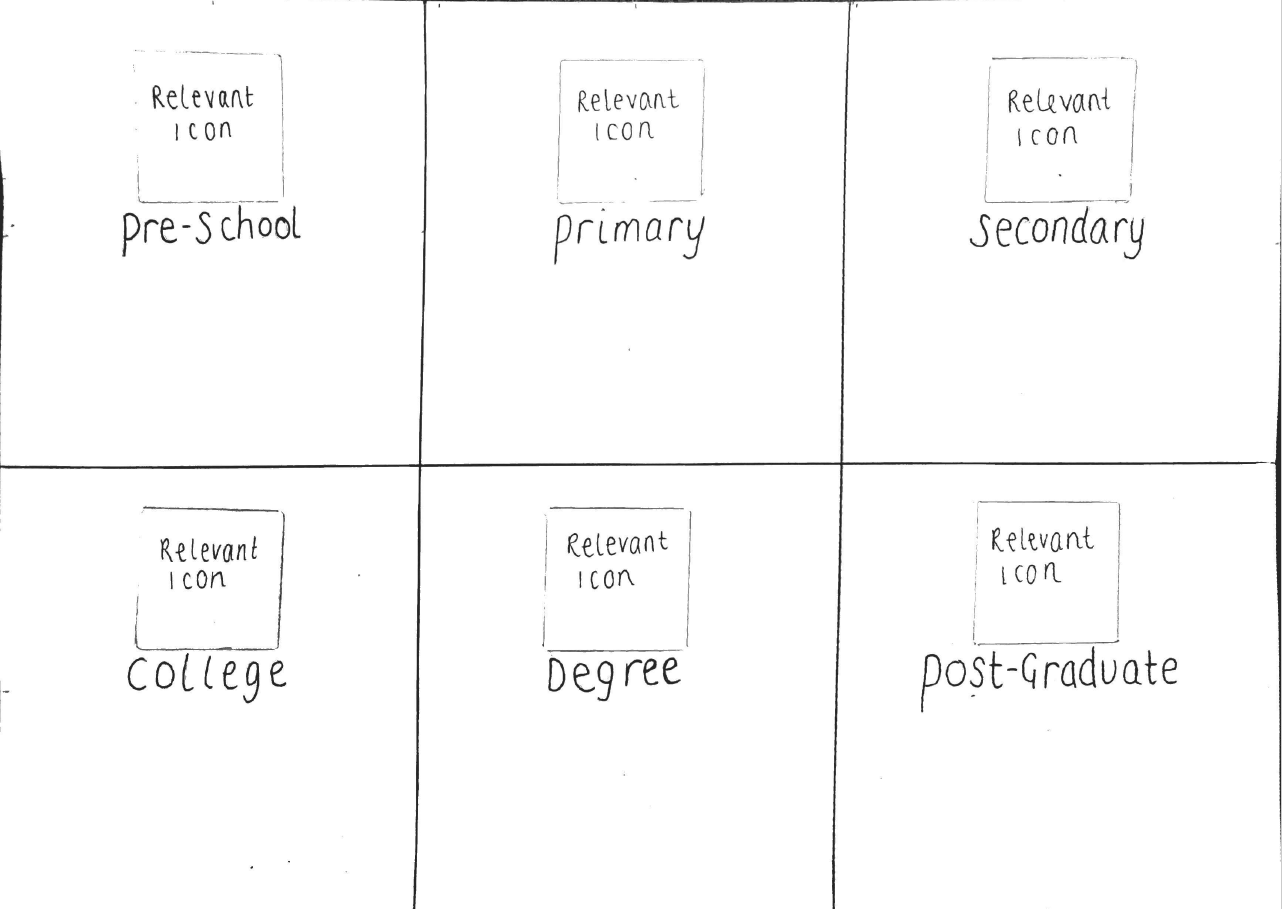 Relevant
icon
Pre-School
Relevant
icon
Primary
Relevant
icon
Secondary
Relevant
icon
College
Relevant
icon
Degree
Relevant
icon
Post-Graduate